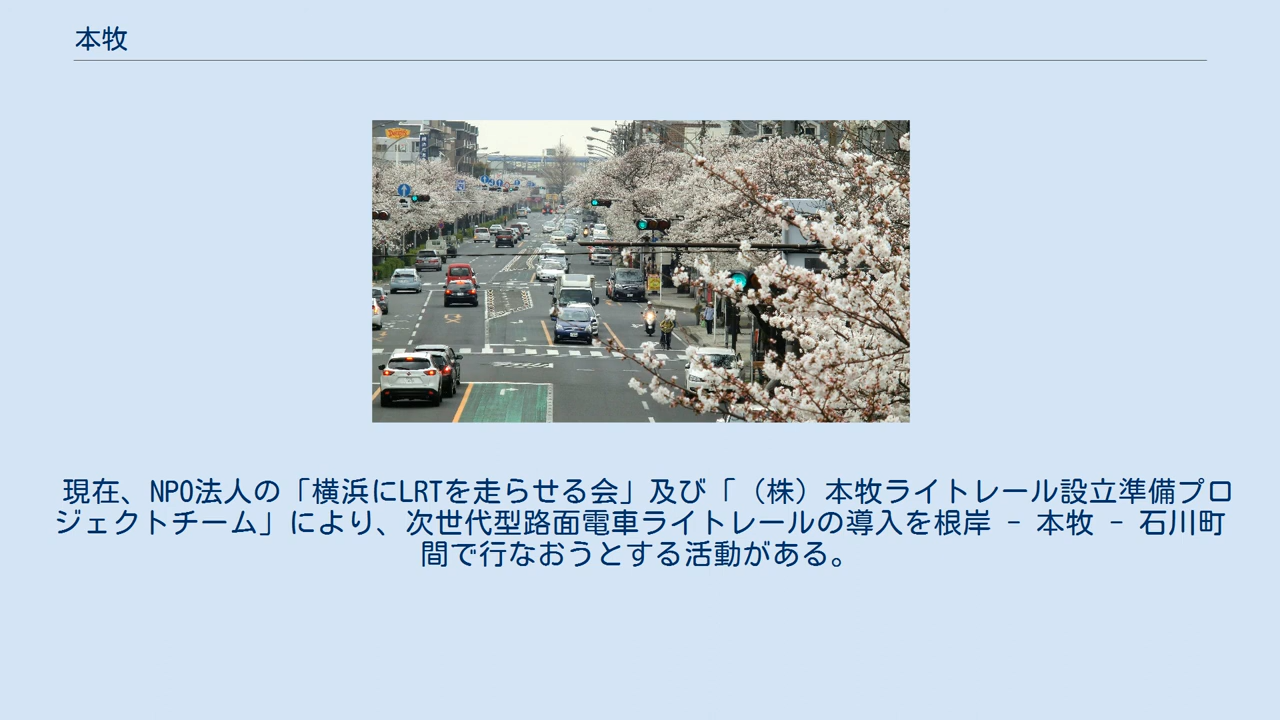 本牧
現在、NPO法人の「横浜にLRTを走らせる会」及び「（株）本牧ライトレール設立準備プロ
ジェクトチーム」により、次世代型路面電車ライトレールの導入を根岸 - 本牧 - 石川町
間で行なおうとする活動がある。